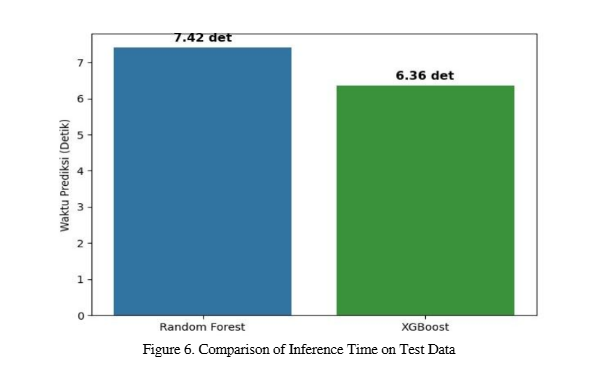 7.42 det
6.36 det
Waktu Prediksi (Detik)
7
6
5
4
3
2
1
0
Random Forest XGBoost
Figure 6. Comparison of Inference Time on Test Data